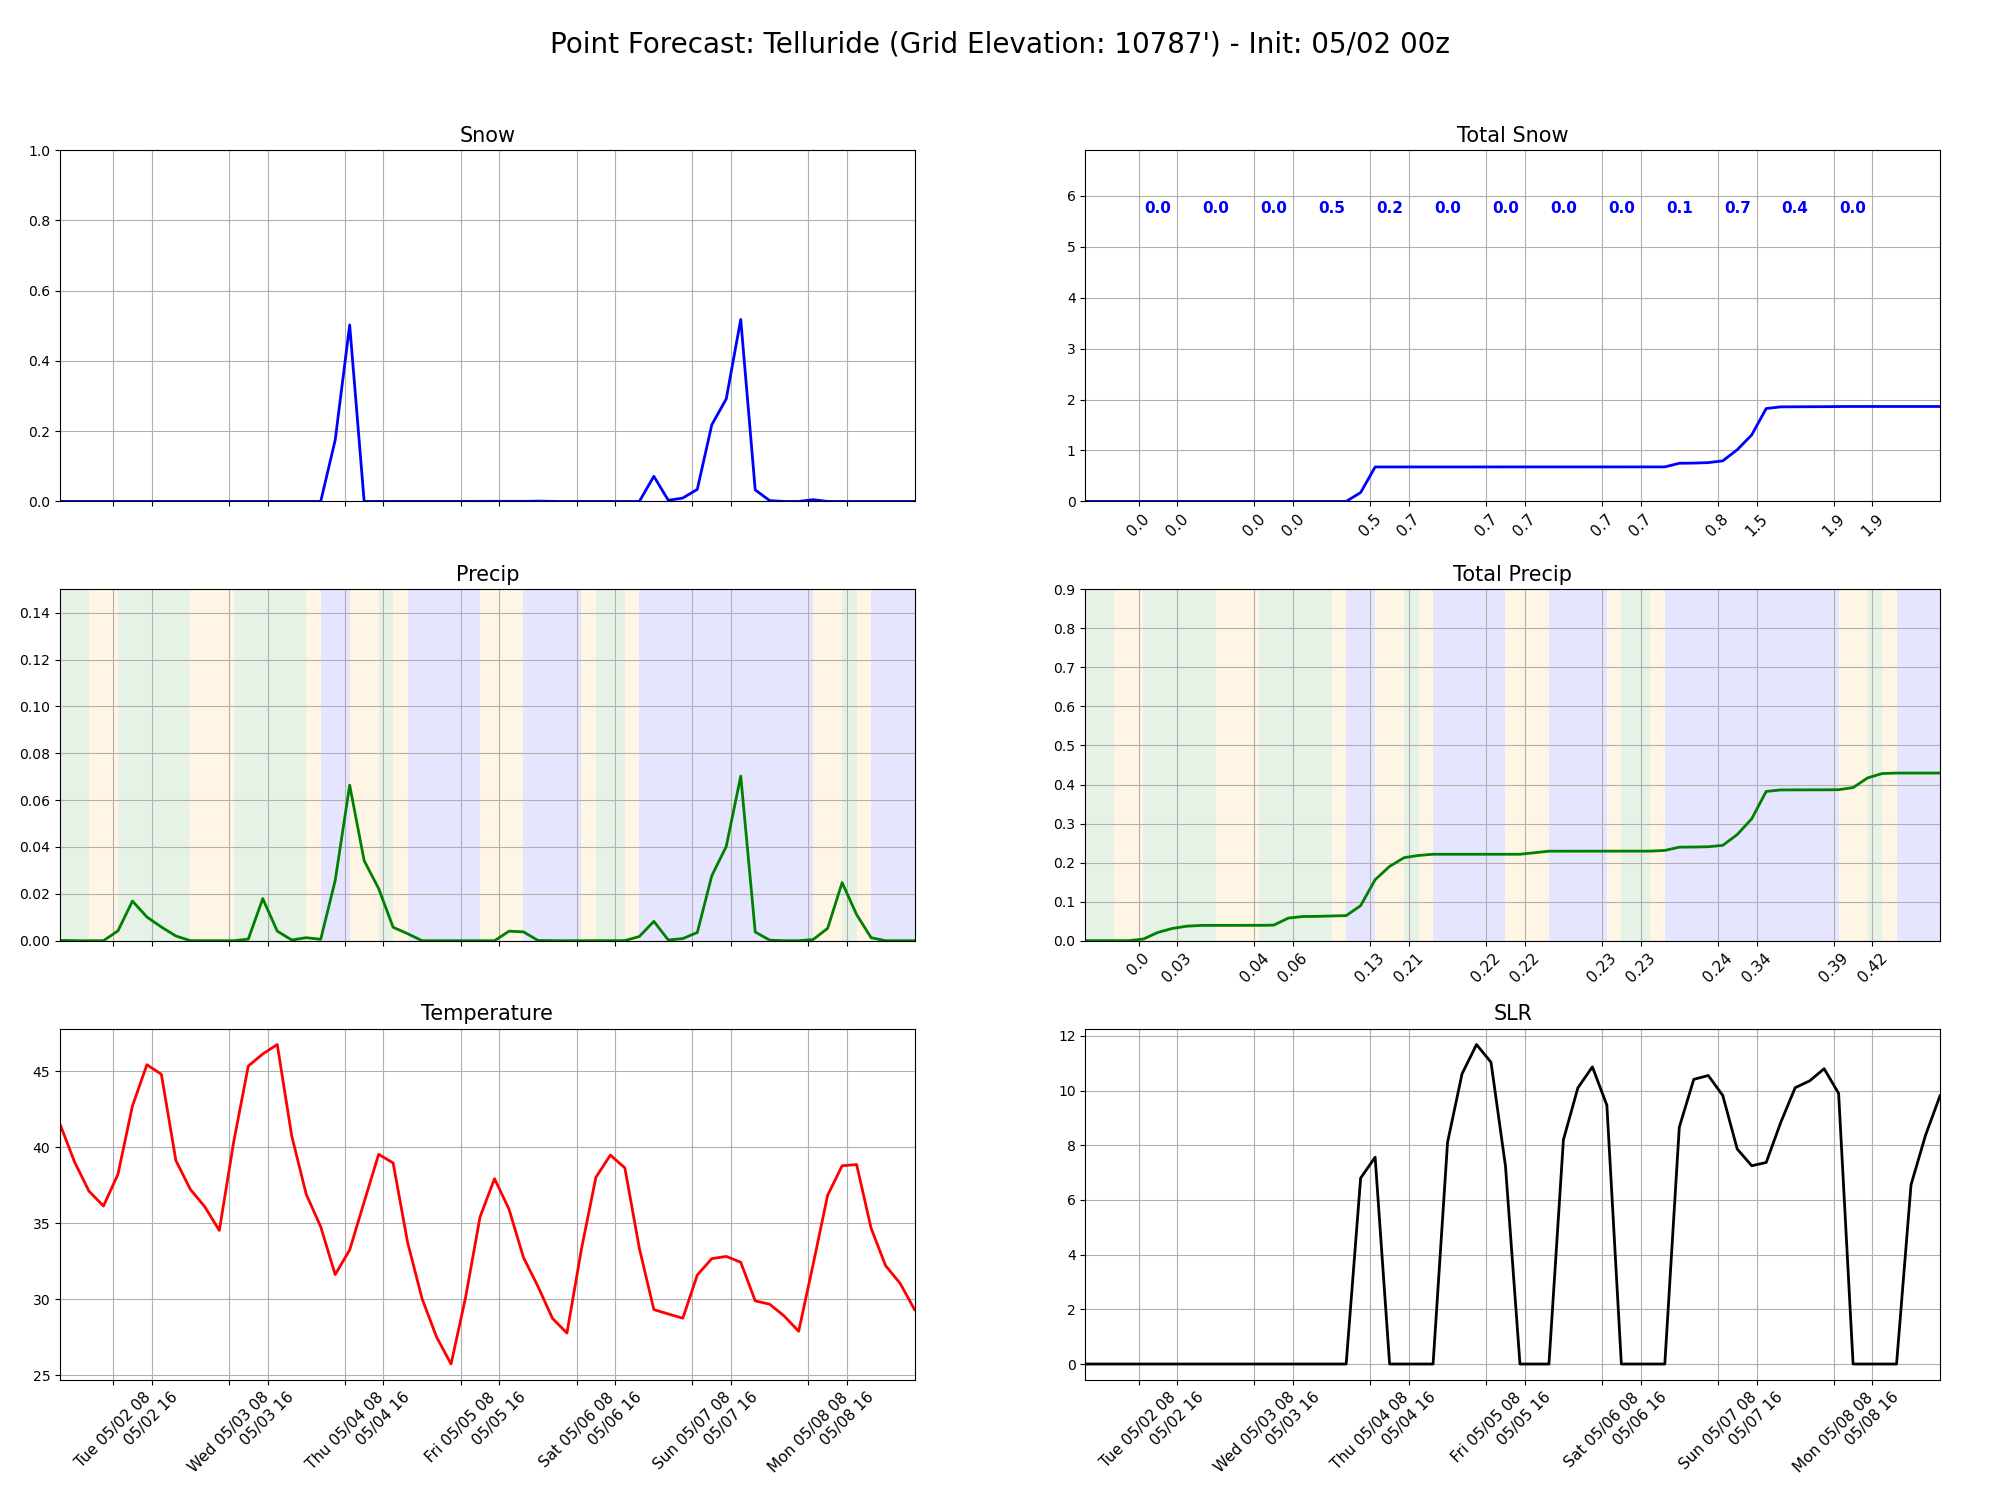 Point Forecast: Telluride (Grid Elevation: 10787') - Init: 05/02 00z
Snow
1.0
0.8
0.6
0.4
0.2
0.0
Total Snow
6
5
4
3
2
1
0
0.0 0.0 0.0 0.5 0.2 0.0 0.0 0.0 0.0 0.1 0.7 0.4 0.0
0.0 0.0 0.0 0.0 0.5 0.7 0.7 0.7 0.7 0.7 0.8 1.5 1.9 1.9
Precip
0.14
0.12
0.10
0.08
0.06
0.04
0.02
0.00
Total Precip
0.9
0.8
0.7
0.6
0.5
0.4
0.3
0.2
0.1
0.0
0.0 0.03 0.04 0.06 0.13 0.21 0.22 0.22 0.23 0.23 0.24 0.34 0.39 0.42
Temperature
45
40
35
30
25
Tue 05/02 08
05/02 16
Wed 05/03 08
05/03 16
Thu 05/04 08
05/04 16
Fri 05/05 08
05/05 16
Sat 05/06 08
05/06 16
Sun 05/07 08
05/07 16
Mon 05/08 08
05/08 16
SLR
12
10
8
6
4
2
0
Tue 05/02 08
05/02 16
Wed 05/03 08
05/03 16
Thu 05/04 08
05/04 16
Fri 05/05 08
05/05 16
Sat 05/06 08
05/06 16
Sun 05/07 08
05/07 16
Mon 05/08 08
05/08 16